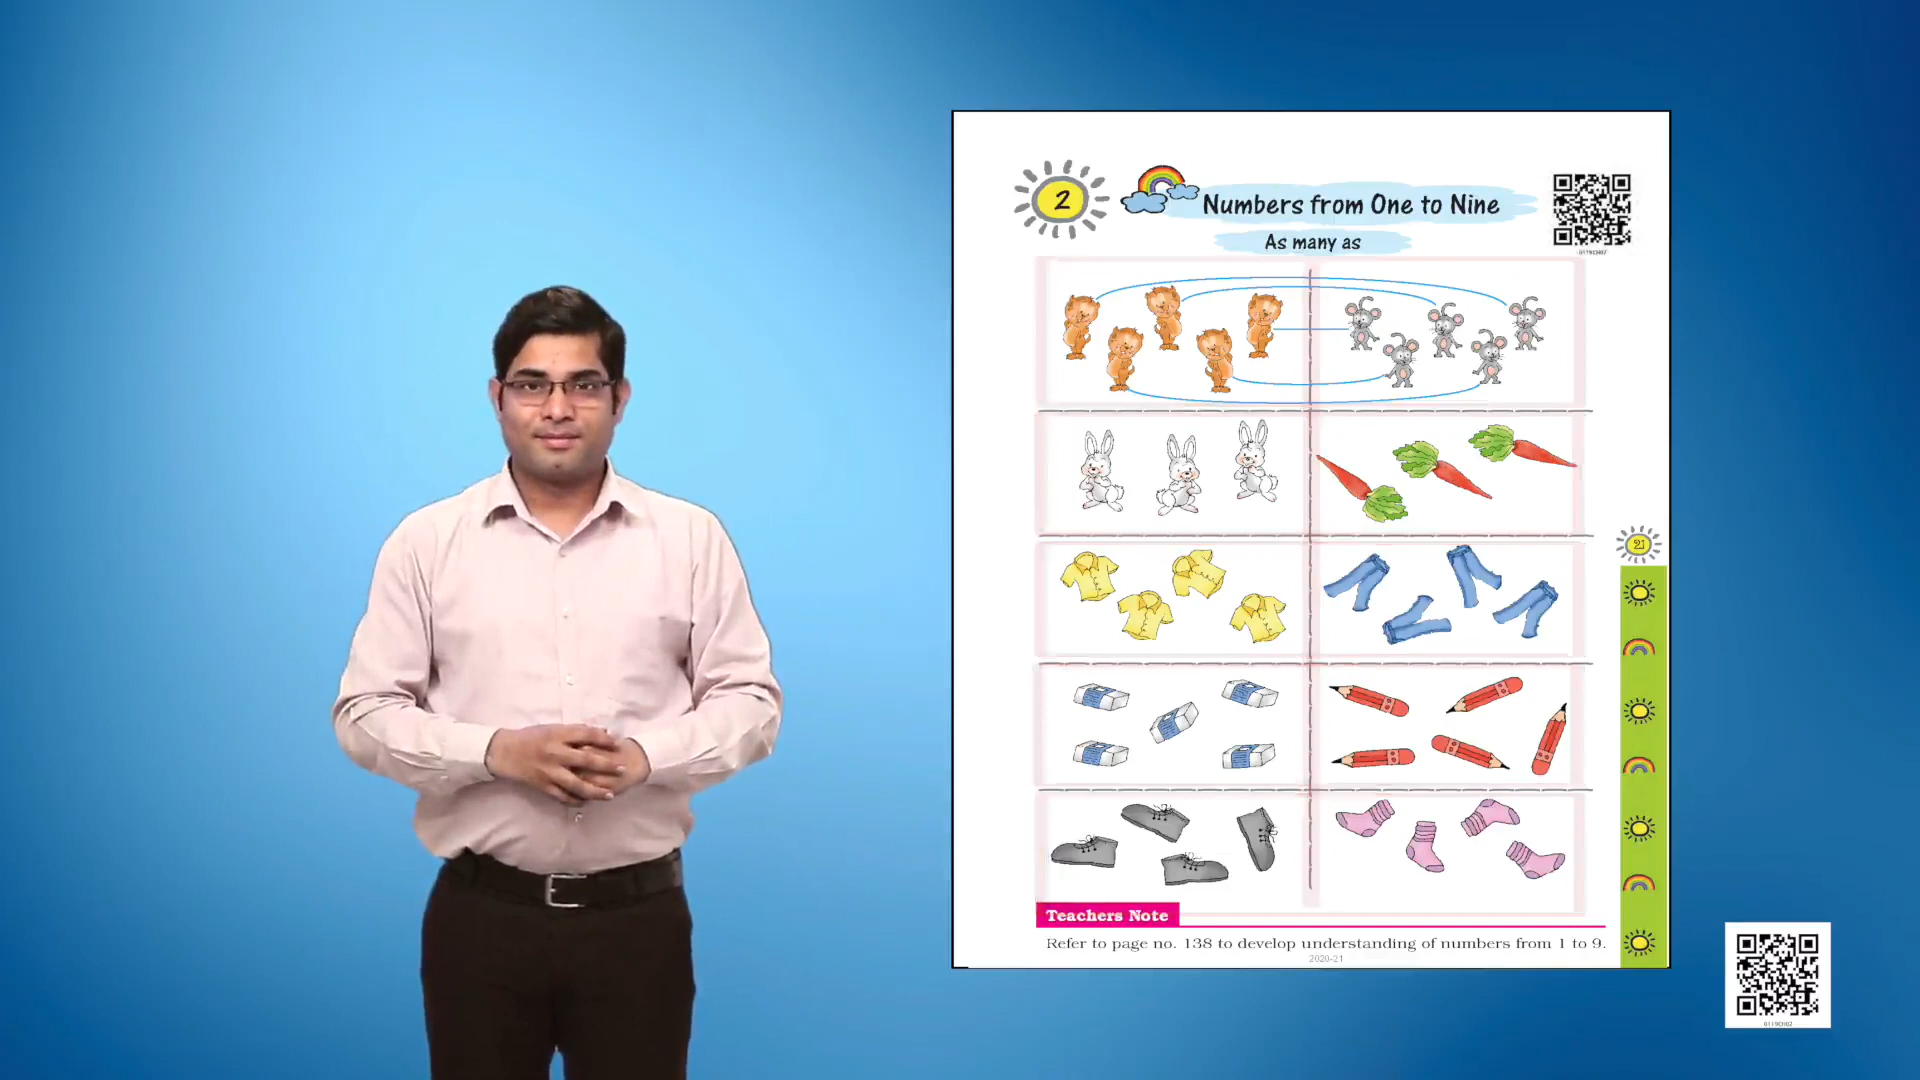 2
Numbers from One to Nine
As many as
21
Teachers Note
Refer to page no. 138 to develop understanding of numbers from 1 to 9.
2020-21